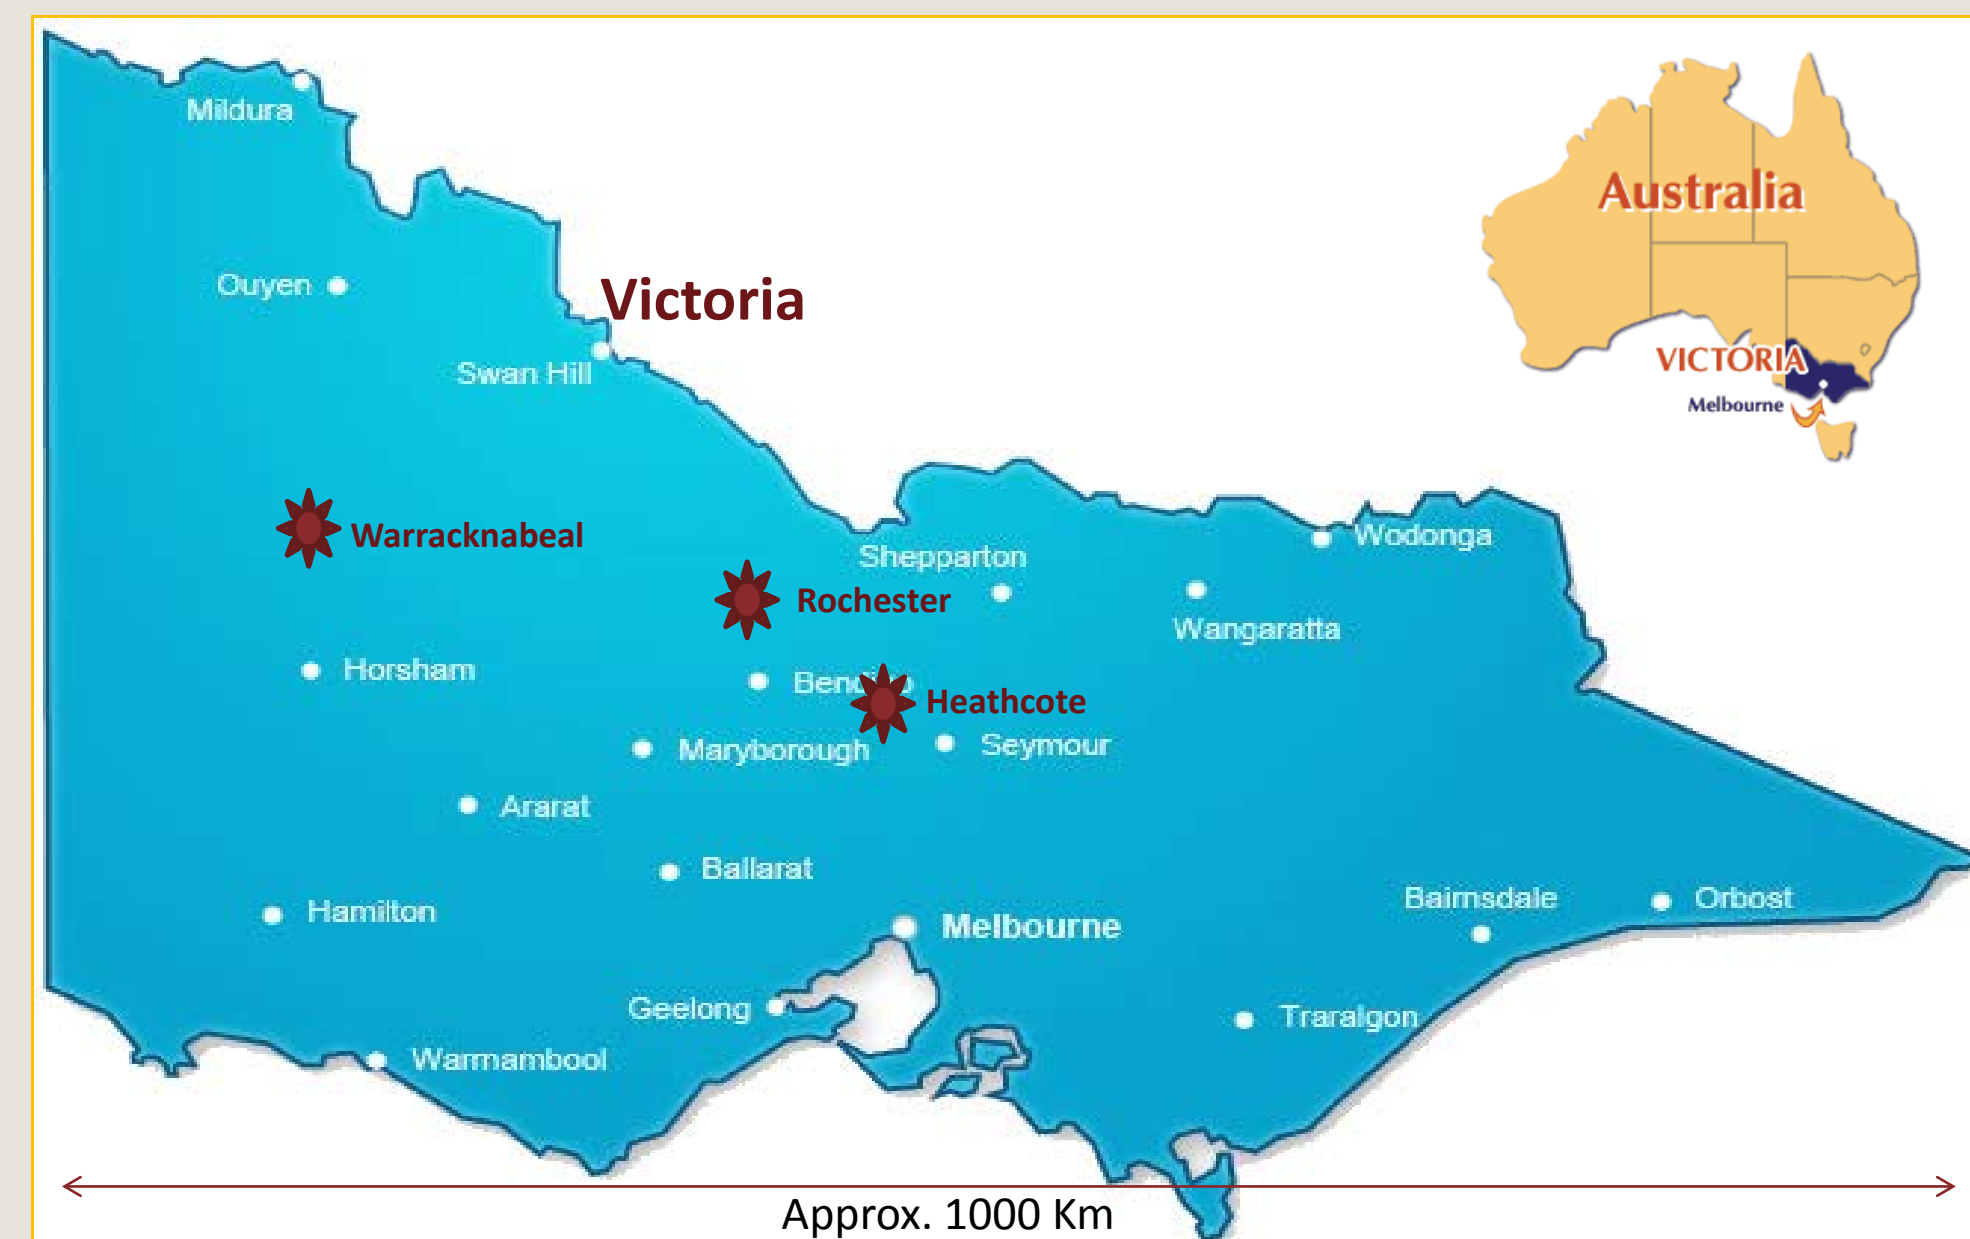 Mildura
Australia
Ouyen
Victoria
VICTORIA
Swan Hill
Melbourne
Warracknabeal
Wodonga
Shepparton
Rochester
Wangaratta
Horsham
Heathcote
Maryborough
Seymour
Ararat
Ballarat
Bairnsdale
Orbost
Hamilton
Melbourne
Geelong
Traralgon
Warrnambool
Approx. 1000 Km